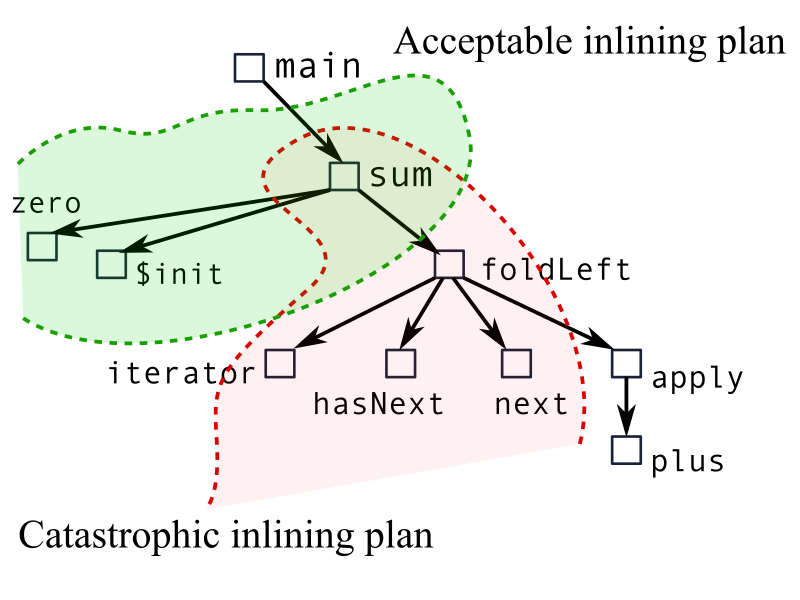 Acceptable inlining plan
main
sum
zero
$init
foldLeft
iterator
apply
hasNext
next
plus
Catastrophic inlining plan